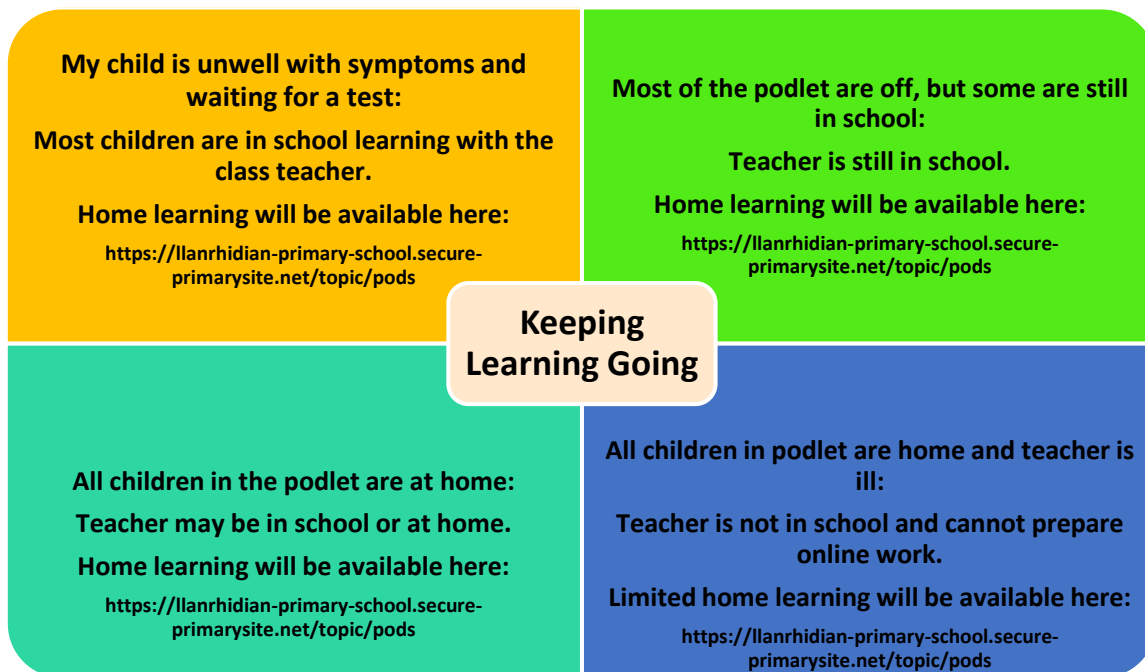 My child is unwell with symptoms and
waiting for a test:
Most children are in school learning with the
class teacher.
Home learning will be available here:
https://llanrhidian-primary-school.secure-
primarysite.net/topic/pods
Most of the podlet are off, but some are still
in school:
Teacher is still in school.
Home learning will be available here:
https://llanrhidian-primary-school.secure-
primarysite.net/topic/pods
Keeping
Learning Going
All children in the podlet are at home:
Teacher may be in school or at home.
Home learning will be available here:
https://llanrhidian-primary-school.secure-
primarysite.net/topic/pods
All children in podlet are home and teacher is
ill:
Teacher is not in school and cannot prepare
online work.
Limited home learning will be available here:
https://llanrhidian-primary-school.secure-
primarysite.net/topic/pods